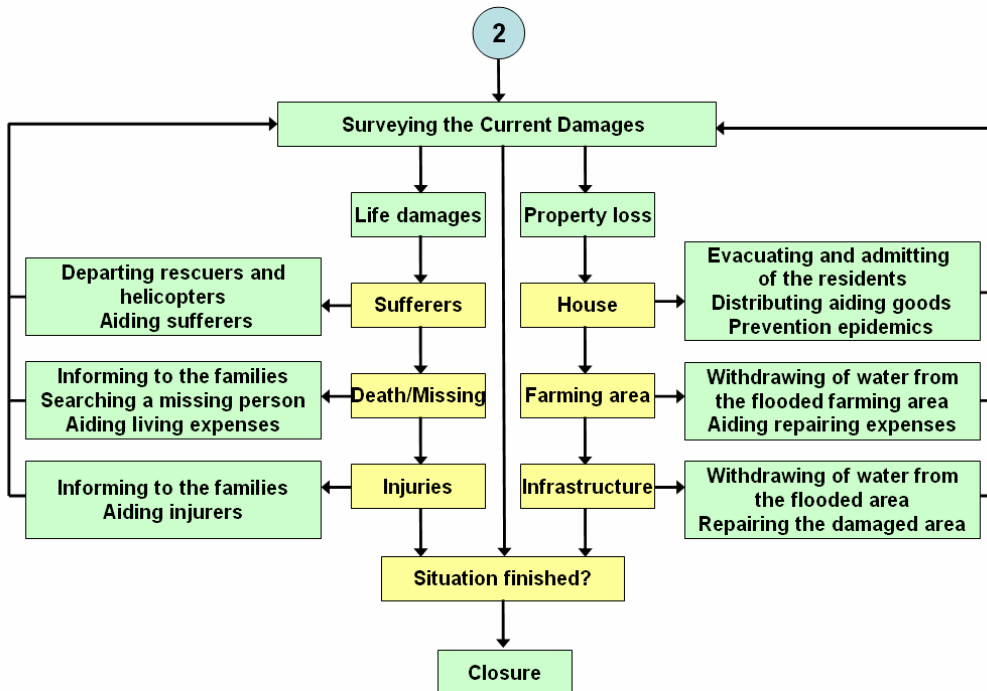 2
Surveying the Current Damages
Life damages
Property loss
Departing rescuers and
helicopters
Aiding sufferers
Sufferers
House
Evacuating and admitting
of the residents
Distributing aiding goods
Prevention epidemics
Informing to the families
Searching a missing person
Aiding living expenses
Death/Missing
Farming area
Withdrawing of water from
the flooded farming area
Aiding repairing expenses
Informing to the families
Aiding injurers
Injuries
Infrastructure
Withdrawing of water from
the flooded area
Repairing the damaged area
Situation finished?
Closure